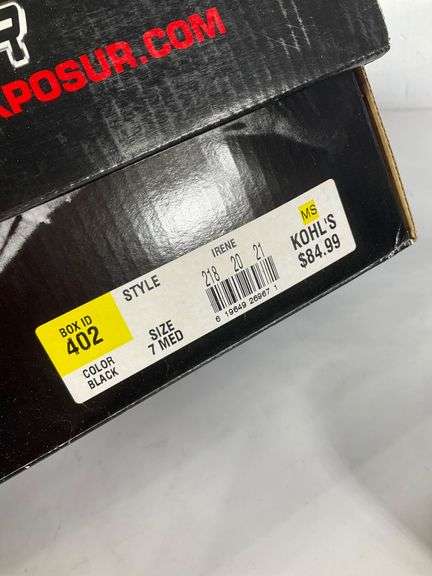 R
XPOSUR.COM
MS
KOHL'S
$84.99
IRENE
218 20 21
6 19649 26967 1
STYLE
SIZE
7 MED
BOX ID
402
COLOR
BLACK